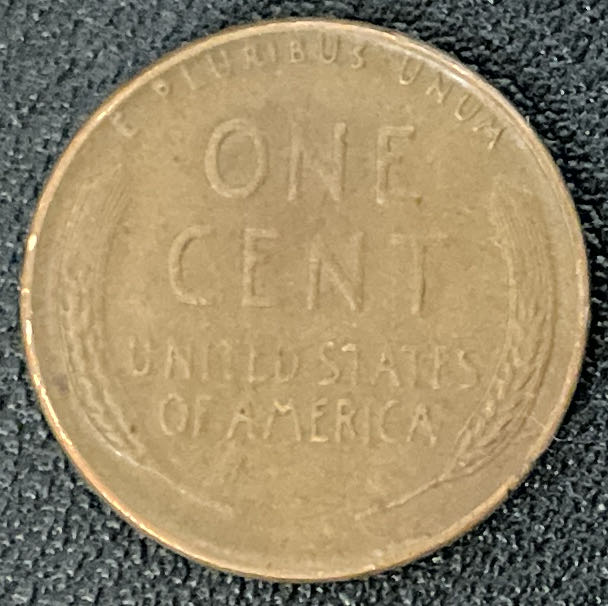 E PLURIBUS UNUM
ONE
CENT
UNITED STATES
OF AMERICA